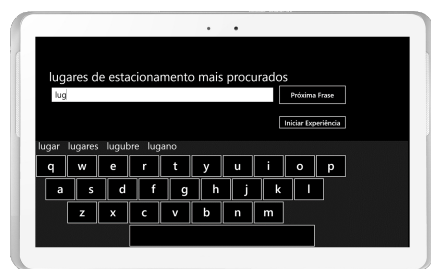 lugares de estacionamento mais procurados
lug
Próxima Frase
Iniciar Experiência
lugar lugares lugubre lugano
q w e r t y u i o p
a s d f g h j k l
z x c v b n m